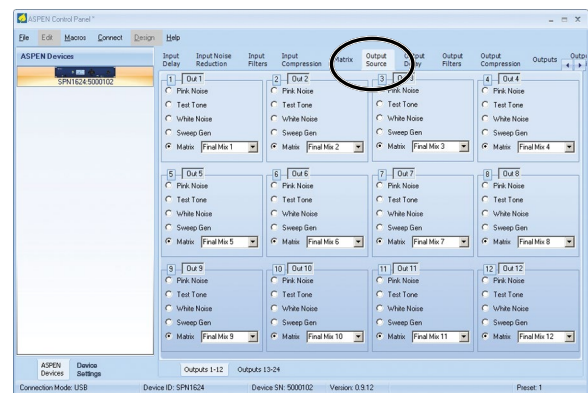 ASPEN Control Panel *
File Edit Macros Connect Design Help
ASPEN Devices
SPN1624:5000102
Input Delay
Input Noise Reduction
Input Filters
Input Compression
Matrix
Output Source
Output Delay
Output Filters
Output Compression
Outputs
1 Out 1
Pink Noise
Test Tone
White Noise
Sweep Gen
Matrix Final Mix 1
2 Out 2
Pink Noise
Test Tone
White Noise
Sweep Gen
Matrix Final Mix 2
3
Pink Noise
Test Tone
White Noise
Sweep Gen
Matrix Final Mix 3
4 Out 4
Pink Noise
Test Tone
White Noise
Sweep Gen
Matrix Final Mix 4
5 Out 5
Pink Noise
Test Tone
White Noise
Sweep Gen
Matrix Final Mix 5
6 Out 6
Pink Noise
Test Tone
White Noise
Sweep Gen
Matrix Final Mix 6
7 Out 7
Pink Noise
Test Tone
White Noise
Sweep Gen
Matrix Final Mix 7
8 Out 8
Pink Noise
Test Tone
White Noise
Sweep Gen
Matrix Final Mix 8
9 Out 9
Pink Noise
Test Tone
White Noise
Sweep Gen
Matrix Final Mix 9
10 Out 10
Pink Noise
Test Tone
White Noise
Sweep Gen
Matrix Final Mix 10
11 Out 11
Pink Noise
Test Tone
White Noise
Sweep Gen
Matrix Final Mix 11
12 Out 12
Pink Noise
Test Tone
White Noise
Sweep Gen
Matrix Final Mix 12
ASPEN Devices
Device Settings
Outputs 1-12 Outputs 13-24
Connection Mode: USB Device ID: SPN1624 Device SN: 5000102 Version: 0.9.12 Preset: 1